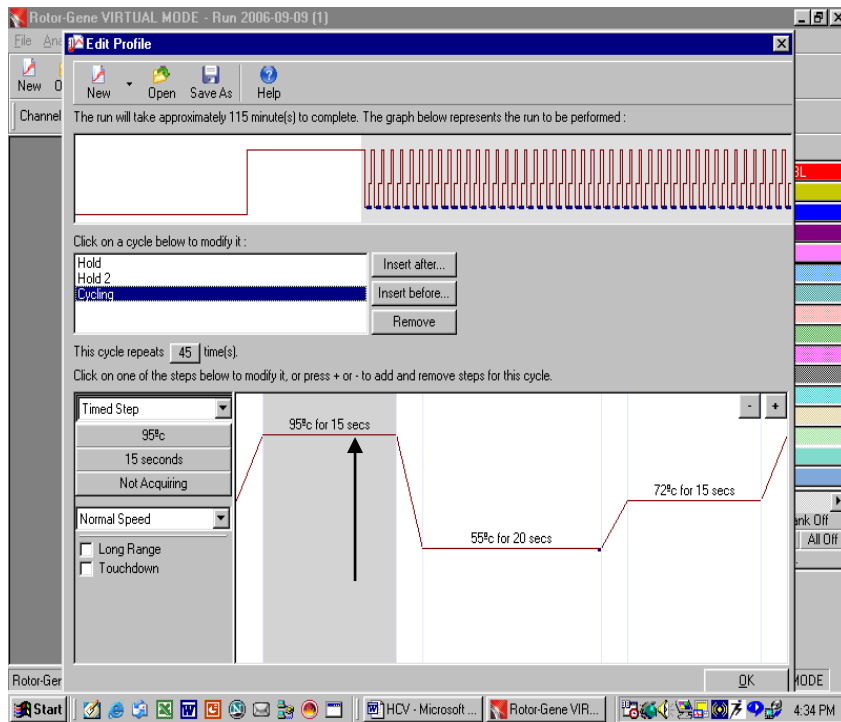 Rotor-Gene VIRTUAL MODE - Run 2006-09-09 (1)
File Ana
Edit Profile
New
New Open Save As Help
Channel
The run will take approximately 115 minute(s) to complete. The graph below represents the run to be performed :
Click on a cycle below to modify it :
Hold
Hold 2
Cycling
Insert after...
Insert before...
Remove
This cycle repeats 45 time(s).
Click on one of the steps below to modify it, or press + or - to add and remove steps for this cycle.
Timed Step
- +
95ºc
15 seconds
Not Acquiring
Normal Speed
Long Range
Touchdown
95ºc for 15 secs
72ºc for 15 secs
55ºc for 20 secs
ank Off
All Off
OK
Rotor-Ger
MODE
Start
HCV - Microsoft ...
Rotor-Gene VIR...
4:34 PM